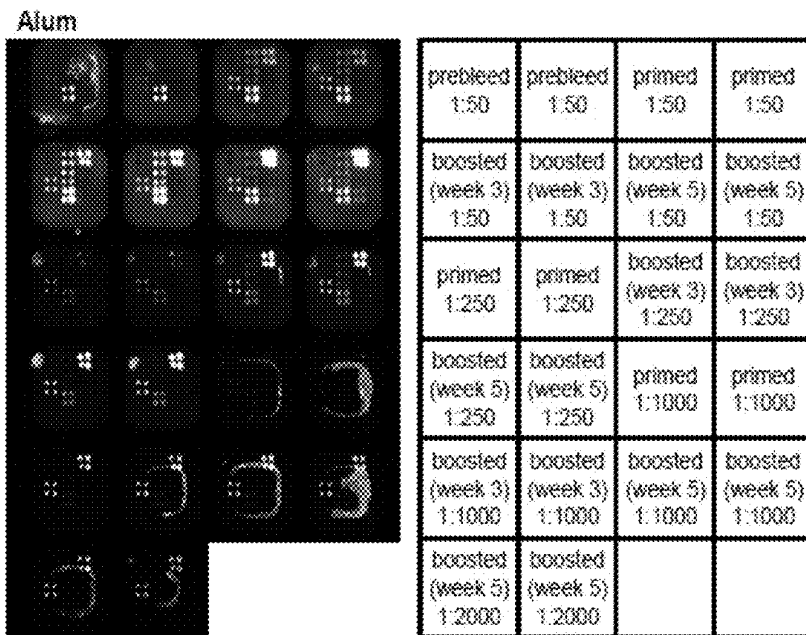 Alum
prebleed 1:50
prebleed 1:50
primed 1:50
primed 1:50
boosted (week 3) 1:50
boosted (week 3) 1:50
boosted (week 5) 1:50
boosted (week 5) 1:50
primed 1:250
primed 1:250
boosted (week 3) 1:250
boosted (week 3) 1:250
boosted (week 5) 1:250
boosted (week 5) 1:250
primed 1:1000
primed 1:1000
boosted (week 3) 1:1000
boosted (week 3) 1:1000
boosted (week 5) 1:1000
boosted (week 5) 1:1000
boosted (week 5) 1:2000
boosted (week 5) 1:2000